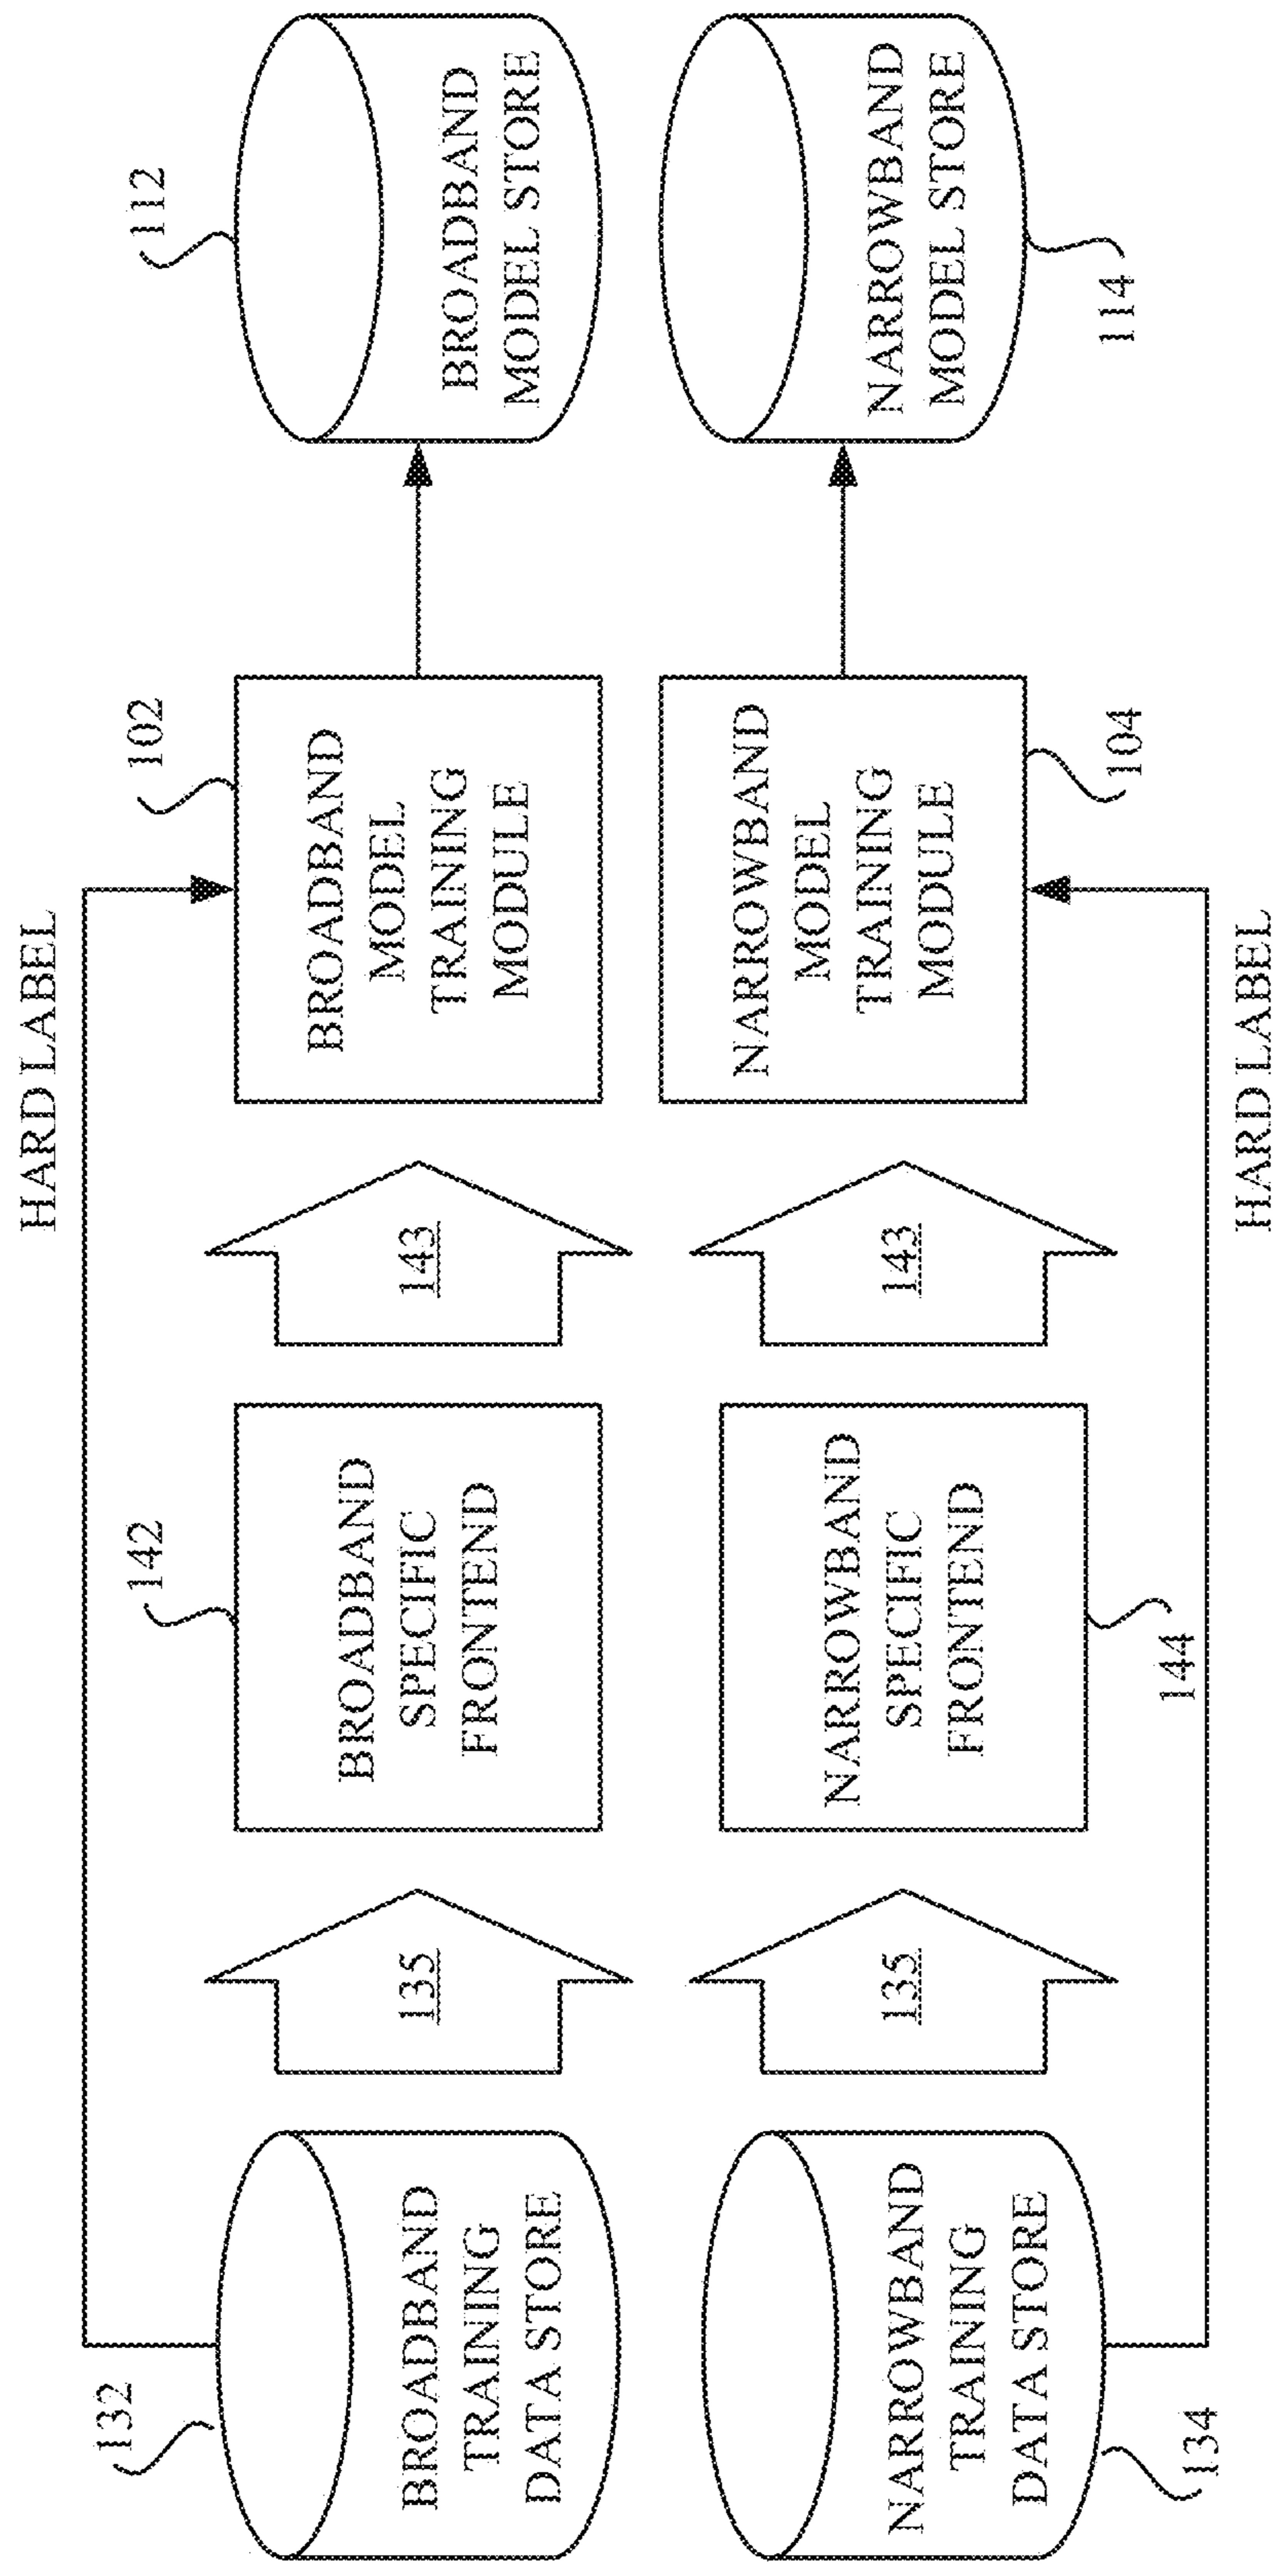 HARD LABEL
132
BROADBAND
TRAINING
DATA STORE
135
142
BROADBAND
SPECIFIC
FRONTEND
143
102
BROADBAND
MODEL
TRAINING
MODULE
112
BROADBAND
MODEL STORE
NARROWBAND
TRAINING
DATA STORE
134
135
NARROWBAND
SPECIFIC
FRONTEND
144
143
NARROWBAND
MODEL
TRAINING
MODULE
104
NARROWBAND
MODEL STORE
114
HARD LABEL